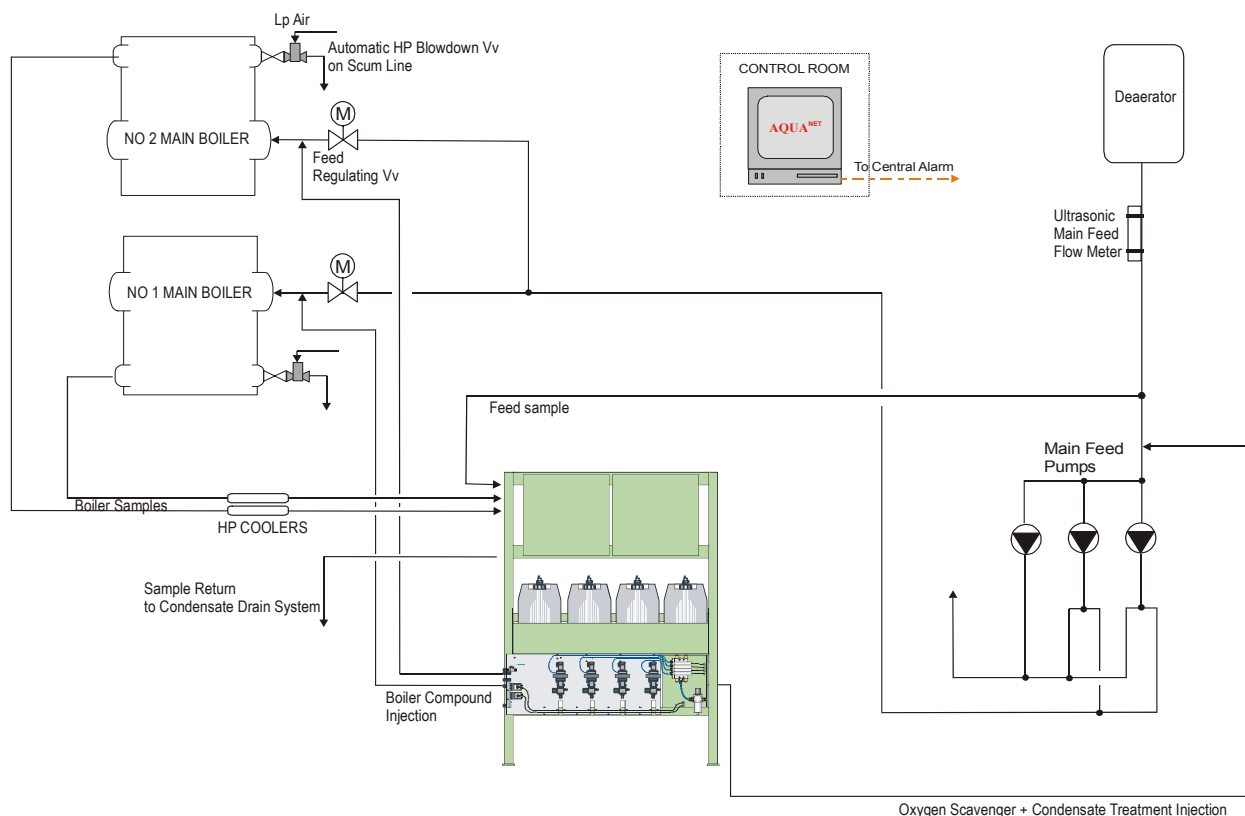 Lp Air
Automatic HP Blowdown Vv
on Scum Line
CONTROL ROOM
AQUANET
To Central Alarm
Deaerator
NO 2 MAIN BOILER
M
Feed
Regulating Vv
Ultrasonic
Main Feed
Flow Meter
M
NO 1 MAIN BOILER
Feed sample
Main Feed
Pumps
Boiler Samples
HP COOLERS
Sample Return
to Condensate Drain System
Boiler Compound
Injection
Oxygen Scavenger + Condensate Treatment Injection